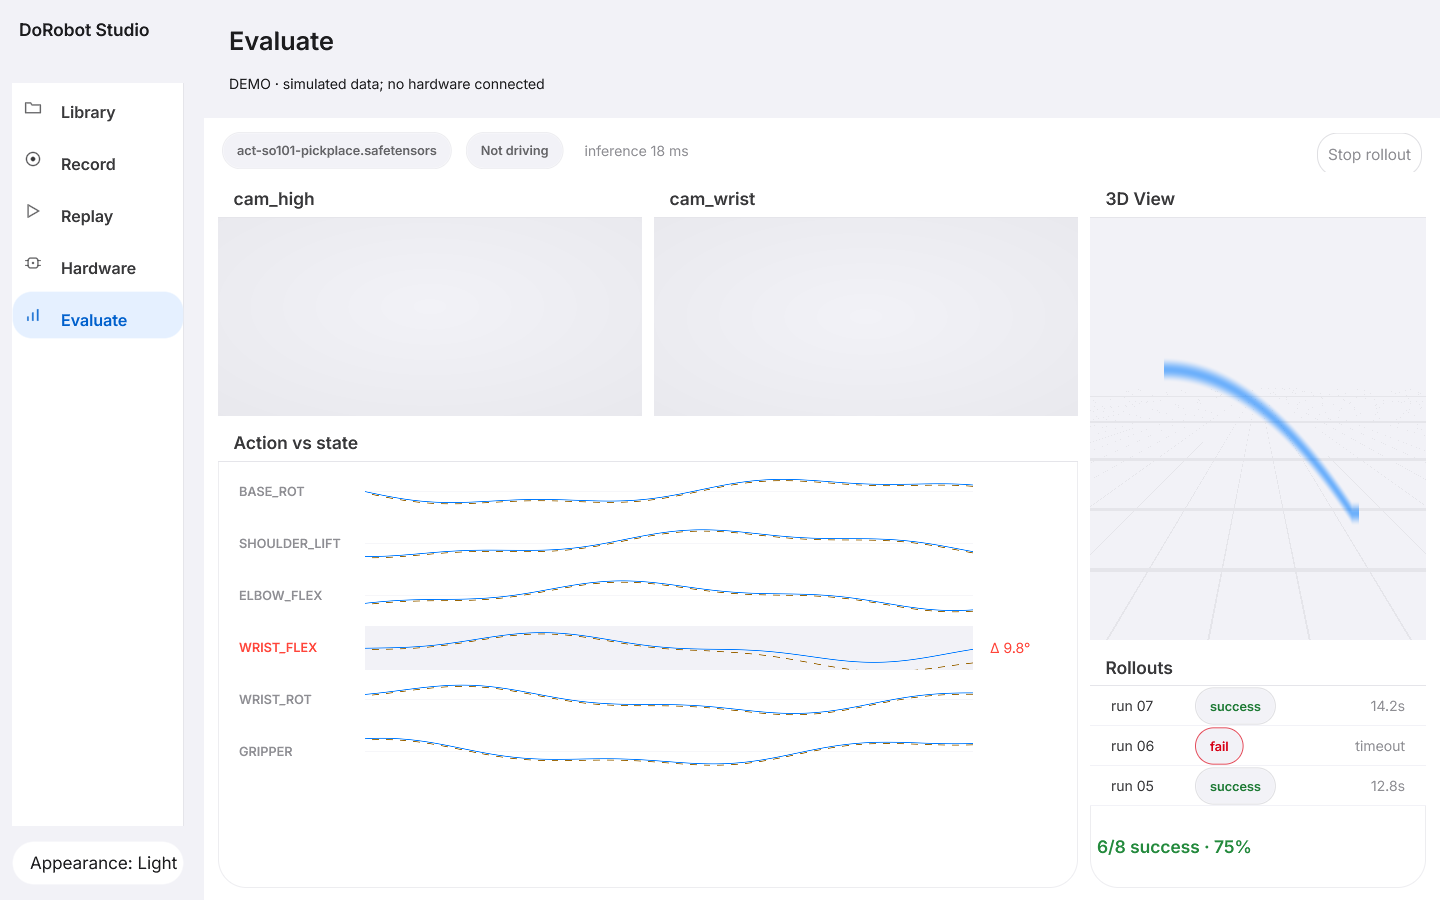 DoRobot Studio
Library
Record
Replay
Hardware
Evaluate
Appearance: Light
Evaluate
DEMO · simulated data; no hardware connected
act-so101-pickplace.safetensors
Not driving
inference 18 ms
Stop rollout
cam_high
cam_wrist
Action vs state
BASE_ROT
SHOULDER_LIFT
ELBOW_FLEX
WRIST_FLEX Δ 9.8°
WRIST_ROT
GRIPPER
3D View
Rollouts
run 07 success 14.2s
run 06 fail timeout
run 05 success 12.8s
6/8 success · 75%